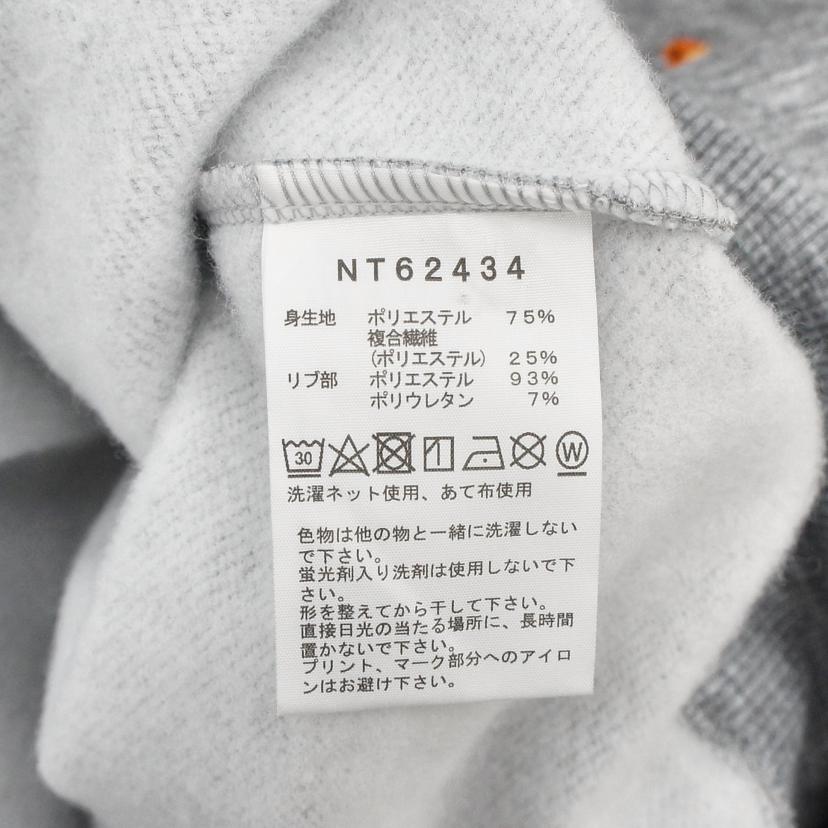 NT62434
身生地 ポリエステル 75%
複合繊維
(ポリエステル) 25%
リブ部 ポリエステル 93%
ポリウレタン 7%
30 W
洗濯ネット使用、あて布使用
色物は他の物と一緒に洗濯しない
で下さい。
蛍光剤入り洗剤は使用しないで下
さい。
形を整えてから干して下さい。
直接日光の当たる場所に、長時間
置かないで下さい。
プリント、マーク部分へのアイロ
ンはお避け下さい。